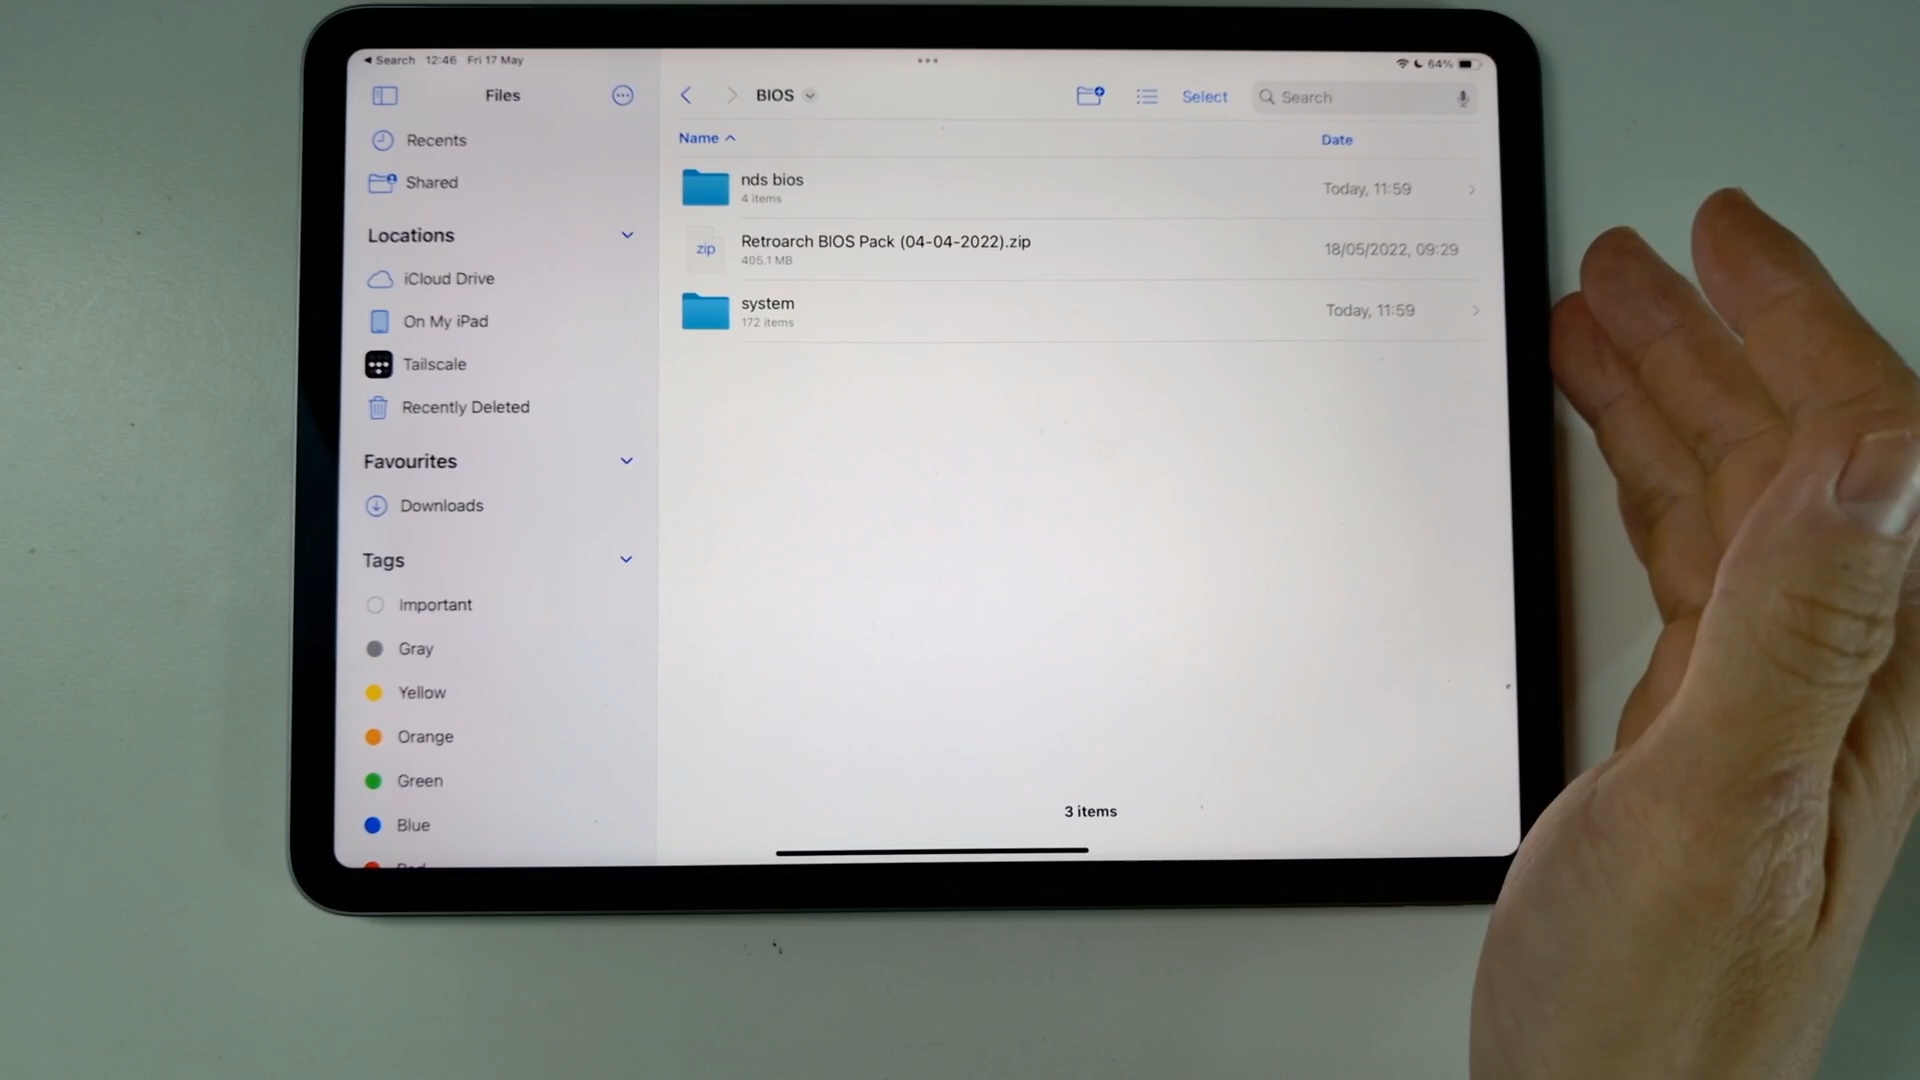 Search 12:46 Fri 17 May
64%
Files
BIOS
Select
Search
Recents
Shared
Locations
iCloud Drive
On My iPad
Tailscale
Recently Deleted
Favourites
Downloads
Tags
Important
Gray
Yellow
Orange
Green
Blue
Red
Name
Date
nds bios
4 items
Today, 11:59
zip
Retroarch BIOS Pack (04-04-2022).zip
405.1 MB
18/05/2022, 09:29
system
172 items
Today, 11:59
3 items